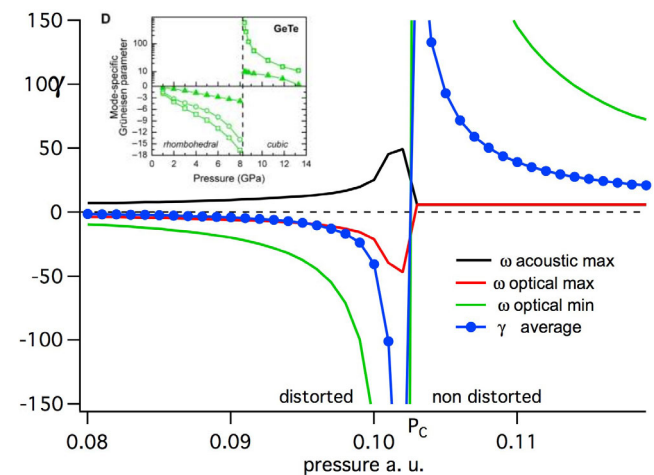 150
100
50
0
-50
-100
-150
γ
D
GeTe
Mode-specific
Grüneisen parameter
100
10
0
−3
−6
−9
−12
−15
−18
rhombohedral
cubic
0 2 4 6 8 10 12 14
Pressure (GPa)
ω acoustic max
ω optical max
ω optical min
γ average
distorted
non distorted
0.08 0.09 0.10 PC 0.11
pressure a. u.